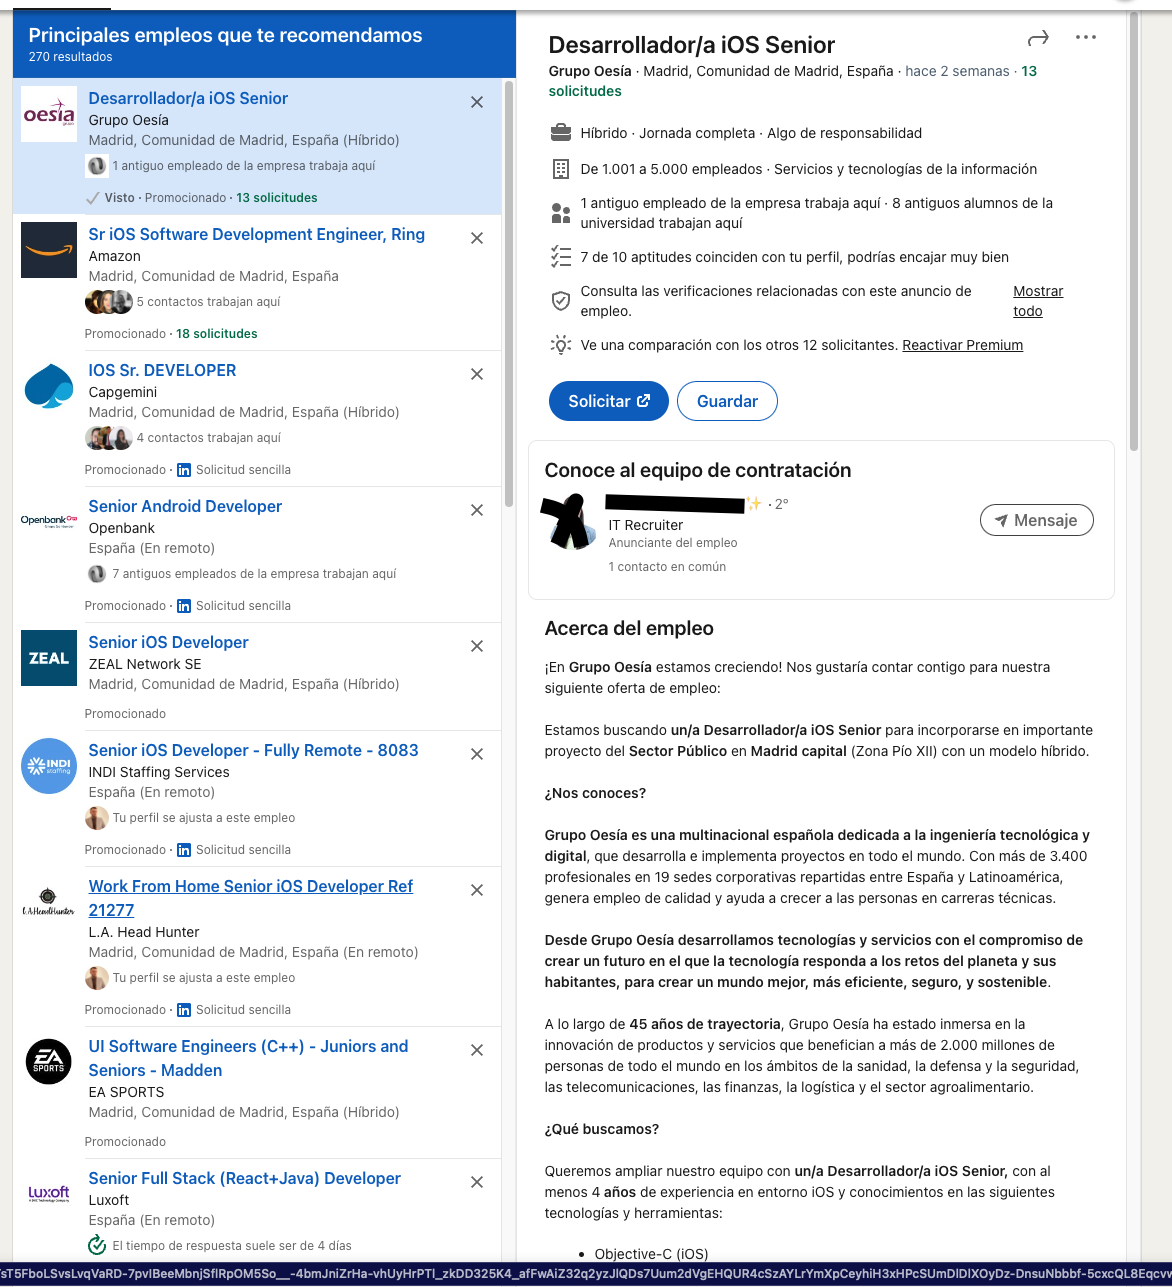 Principales empleos que te recomendamos
270 resultados
oesía
Desarrollador/a iOS Senior
Grupo Oesía
Madrid, Comunidad de Madrid, España (Híbrido)
1 antiguo empleado de la empresa trabaja aquí
Visto · Promocionado · 13 solicitudes
Sr iOS Software Development Engineer, Ring
Amazon
Madrid, Comunidad de Madrid, España
5 contactos trabajan aquí
Promocionado · 18 solicitudes
IOS Sr. DEVELOPER
Capgemini
Madrid, Comunidad de Madrid, España (Híbrido)
4 contactos trabajan aquí
Promocionado · in Solicitud sencilla
Openbank
Senior Android Developer
Openbank
España (En remoto)
7 antiguos empleados de la empresa trabajan aquí
Promocionado · in Solicitud sencilla
ZEAL
Senior iOS Developer
ZEAL Network SE
Madrid, Comunidad de Madrid, España (Híbrido)
Promocionado
INDI
staffing
Senior iOS Developer - Fully Remote - 8083
INDI Staffing Services
España (En remoto)
Tu perfil se ajusta a este empleo
Promocionado · in Solicitud sencilla
L.A.HeadHunter
Work From Home Senior iOS Developer Ref
21277
L.A. Head Hunter
Madrid, Comunidad de Madrid, España (En remoto)
Tu perfil se ajusta a este empleo
Promocionado · in Solicitud sencilla
EA
SPORTS
UI Software Engineers (C++) - Juniors and
Seniors - Madden
EA SPORTS
Madrid, Comunidad de Madrid, España (Híbrido)
Promocionado
Luxoft
Senior Full Stack (React+Java) Developer
Luxoft
España (En remoto)
El tiempo de respuesta suele ser de 4 días
Desarrollador/a iOS Senior
Grupo Oesía · Madrid, Comunidad de Madrid, España · hace 2 semanas · 13
solicitudes
Híbrido · Jornada completa · Algo de responsabilidad
De 1.001 a 5.000 empleados · Servicios y tecnologías de la información
1 antiguo empleado de la empresa trabaja aquí · 8 antiguos alumnos de la
universidad trabajan aquí
7 de 10 aptitudes coinciden con tu perfil, podrías encajar muy bien
Consulta las verificaciones relacionadas con este anuncio de
empleo.
Mostrar
todo
Ve una comparación con los otros 12 solicitantes. Reactivar Premium
Solicitar
Guardar
Conoce al equipo de contratación
· 2°
IT Recruiter
Anunciante del empleo
1 contacto en común
Mensaje
Acerca del empleo
¡En Grupo Oesía estamos creciendo! Nos gustaría contar contigo para nuestra
siguiente oferta de empleo:
Estamos buscando un/a Desarrollador/a iOS Senior para incorporarse en importante
proyecto del Sector Público en Madrid capital (Zona Pío XII) con un modelo híbrido.
¿Nos conoces?
Grupo Oesía es una multinacional española dedicada a la ingeniería tecnológica y
digital, que desarrolla e implementa proyectos en todo el mundo. Con más de 3.400
profesionales en 19 sedes corporativas repartidas entre España y Latinoamérica,
genera empleo de calidad y ayuda a crecer a las personas en carreras técnicas.
Desde Grupo Oesía desarrollamos tecnologías y servicios con el compromiso de
crear un futuro en el que la tecnología responda a los retos del planeta y sus
habitantes, para crear un mundo mejor, más eficiente, seguro, y sostenible.
A lo largo de 45 años de trayectoria, Grupo Oesía ha estado inmersa en la
innovación de productos y servicios que benefician a más de 2.000 millones de
personas de todo el mundo en los ámbitos de la sanidad, la defensa y la seguridad,
las telecomunicaciones, las finanzas, la logística y el sector agroalimentario.
¿Qué buscamos?
Queremos ampliar nuestro equipo con un/a Desarrollador/a iOS Senior, con al
menos 4 años de experiencia en entorno iOS y conocimientos en las siguientes
tecnologías y herramientas:
• Objective-C (iOS)